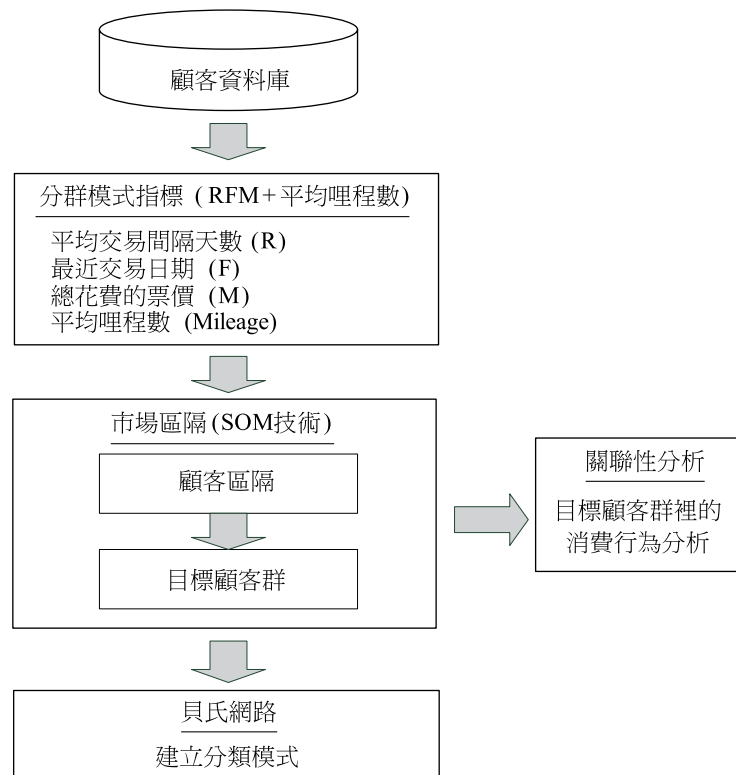 顧客資料庫
分群模式指標 (RFM+平均哩程數)
平均交易間隔天數 (R)
最近交易日期 (F)
總花費的票價 (M)
平均哩程數 (Mileage)
市場區隔 (SOM技術)
顧客區隔
目標顧客群
關聯性分析
目標顧客群裡的
消費行為分析
貝氏網路
建立分類模式